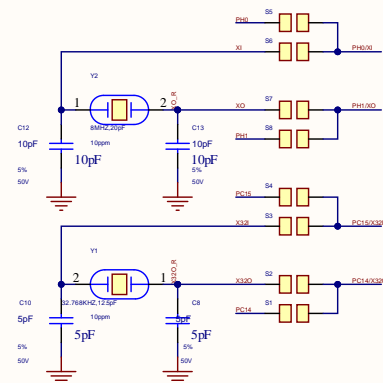 S5
PH0
S6
XI
PH0/XI
Y2
1
2
XO_R
S7
XO
PH1/XO
8MHZ,20pF
C12
C13
S8
PH1
10pF
10pF
10ppm
10pF
10pF
5%
5%
50V
50V
S4
PC15
S3
X32I
PC15/X32
Y1
2
1
X32O_R
S2
X32O
PC14/X32
32.768KHZ,12.5pF
C10
C8
S1
PC14
5pF
5pF
10ppm
5pF
5pF
5%
5%
50V
50V